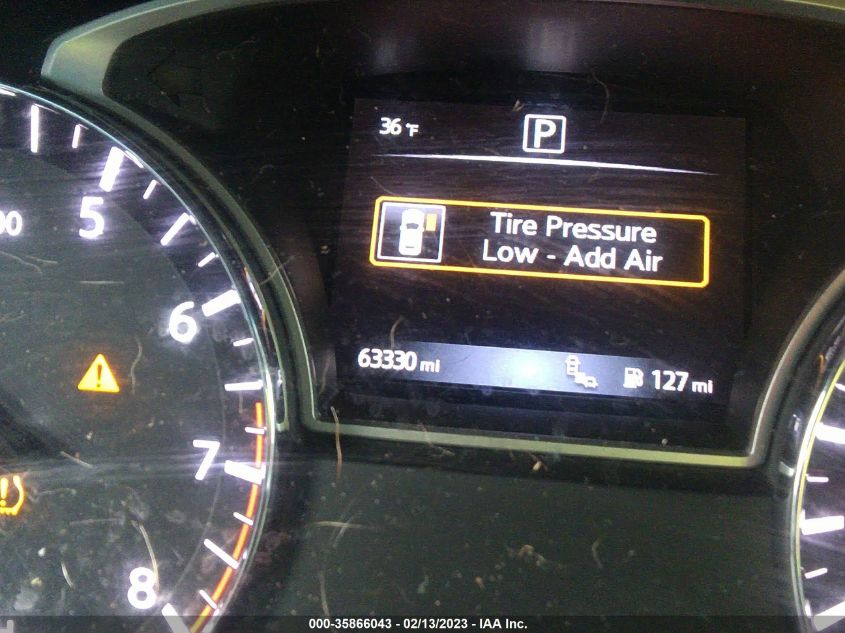 36 °F
P
Tire Pressure
Low - Add Air
63330 mi
127 mi
00
5
6
7
8
000-35866043 - 02/13/2023 - IAA Inc.